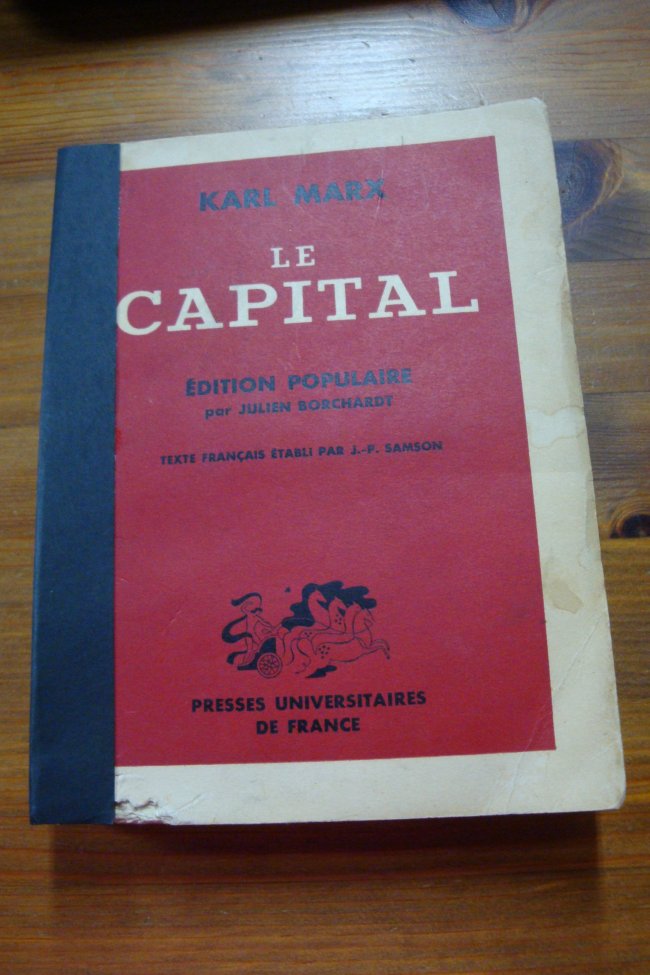 KARL MARX
LE
CAPITAL
ÉDITION POPULAIRE
par JULIEN BORCHARDT
TEXTE FRANÇAIS ÉTABLI PAR J.-P. SAMSON
PRESSES UNIVERSITAIRES
DE FRANCE